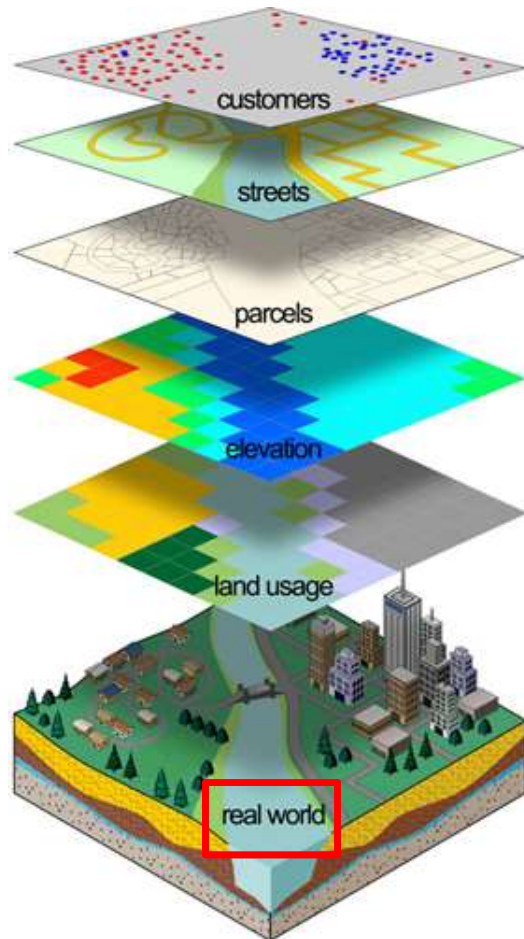 customers
streets
parcels
elevation
land usage
real world